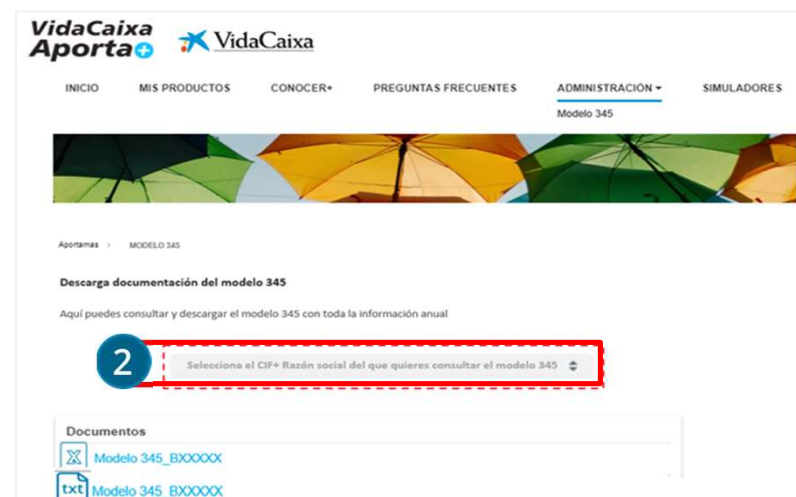 VidaCaixa
Aporta+
VidaCaixa
INICIO MIS PRODUCTOS CONOCER+ PREGUNTAS FRECUENTES ADMINISTRACIÓN SIMULADORES
Modelo 345
Aportamas > MODELO 345
Descarga documentación del modelo 345
Aquí puedes consultar y descargar el modelo 345 con toda la información anual
2
Selecciona el CIF+ Razón social del que quieres consultar el modelo 345
Documentos
X Modelo 345_BXXXXX
txt Modelo 345_BXXXXX